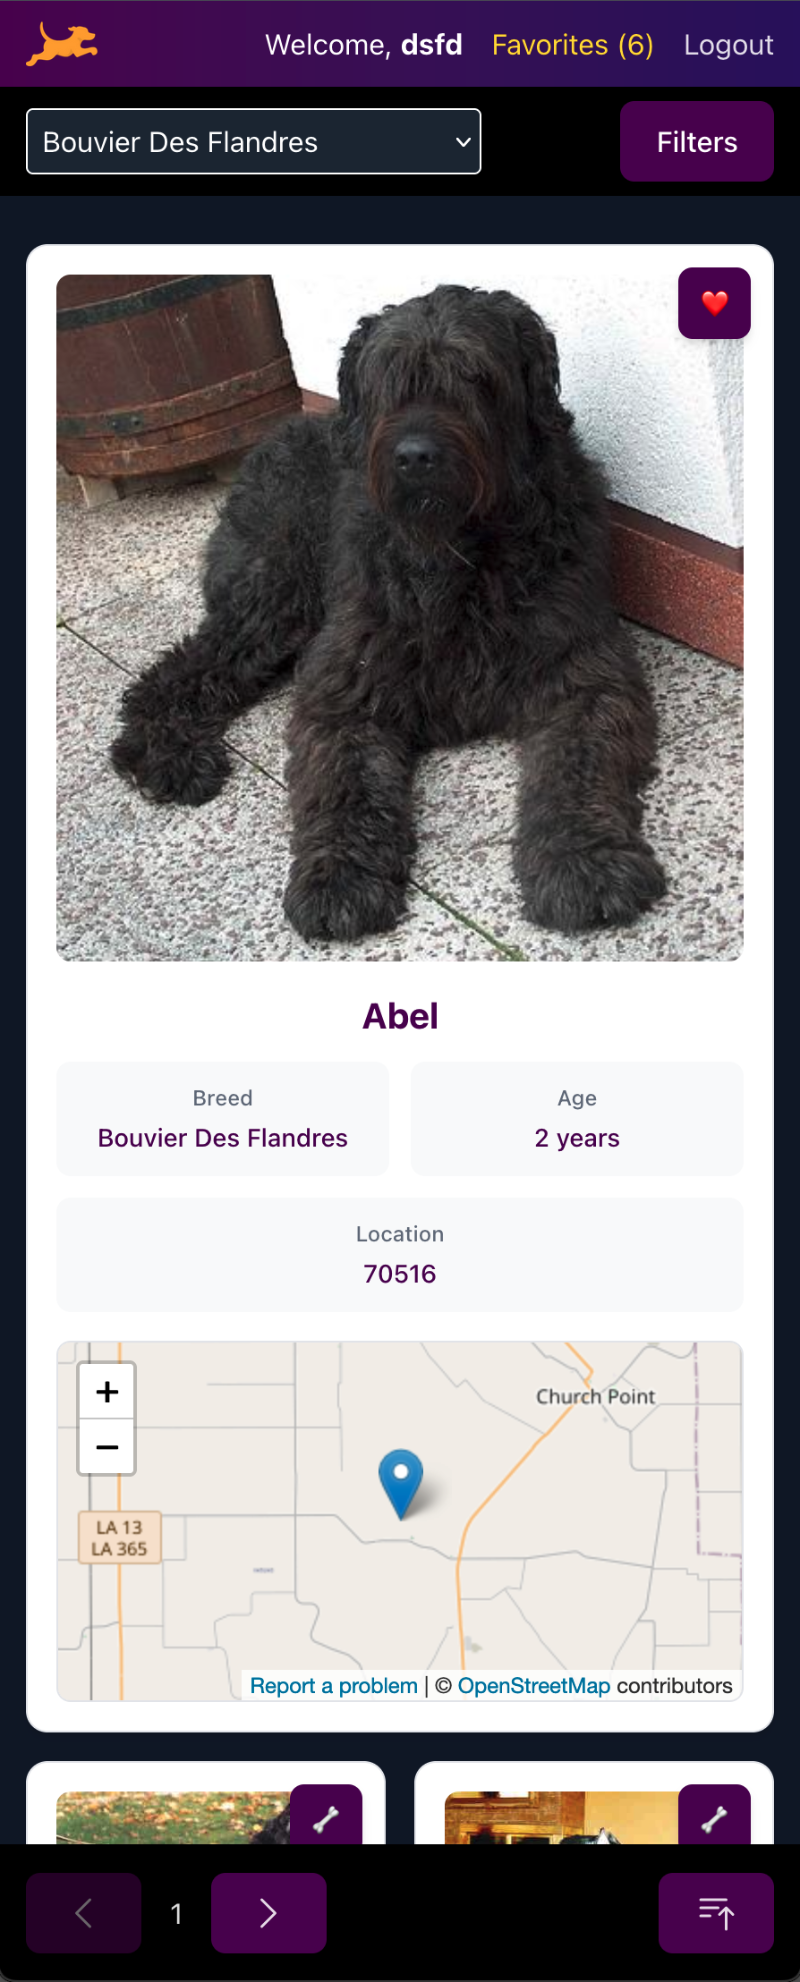 Welcome, dsfd Favorites (6) Logout
Bouvier Des Flandres
Filters
Abel
Breed
Bouvier Des Flandres
Age
2 years
Location
70516
+
−
Church Point
LA 13
LA 365
Report a problem | © OpenStreetMap contributors
1